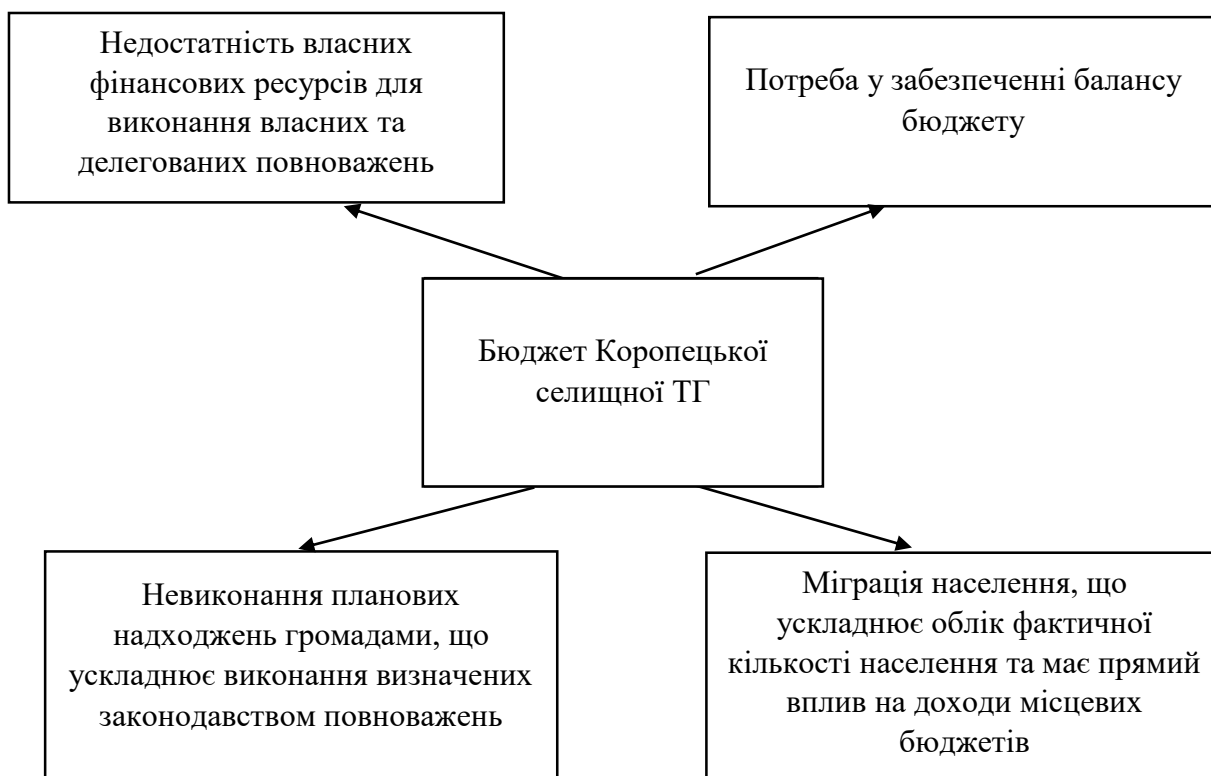 Недостатність власних
фінансових ресурсів для
виконання власних та
делегованих повноважень
Потреба у забезпеченні балансу
бюджету
Бюджет Коропецької
селищної ТГ
Невиконання планових
надходжень громадами, що
ускладнює виконання визначених
законодавством повноважень
Міграція населення, що
ускладнює облік фактичної
кількості населення та має прямий
вплив на доходи місцевих
бюджетів